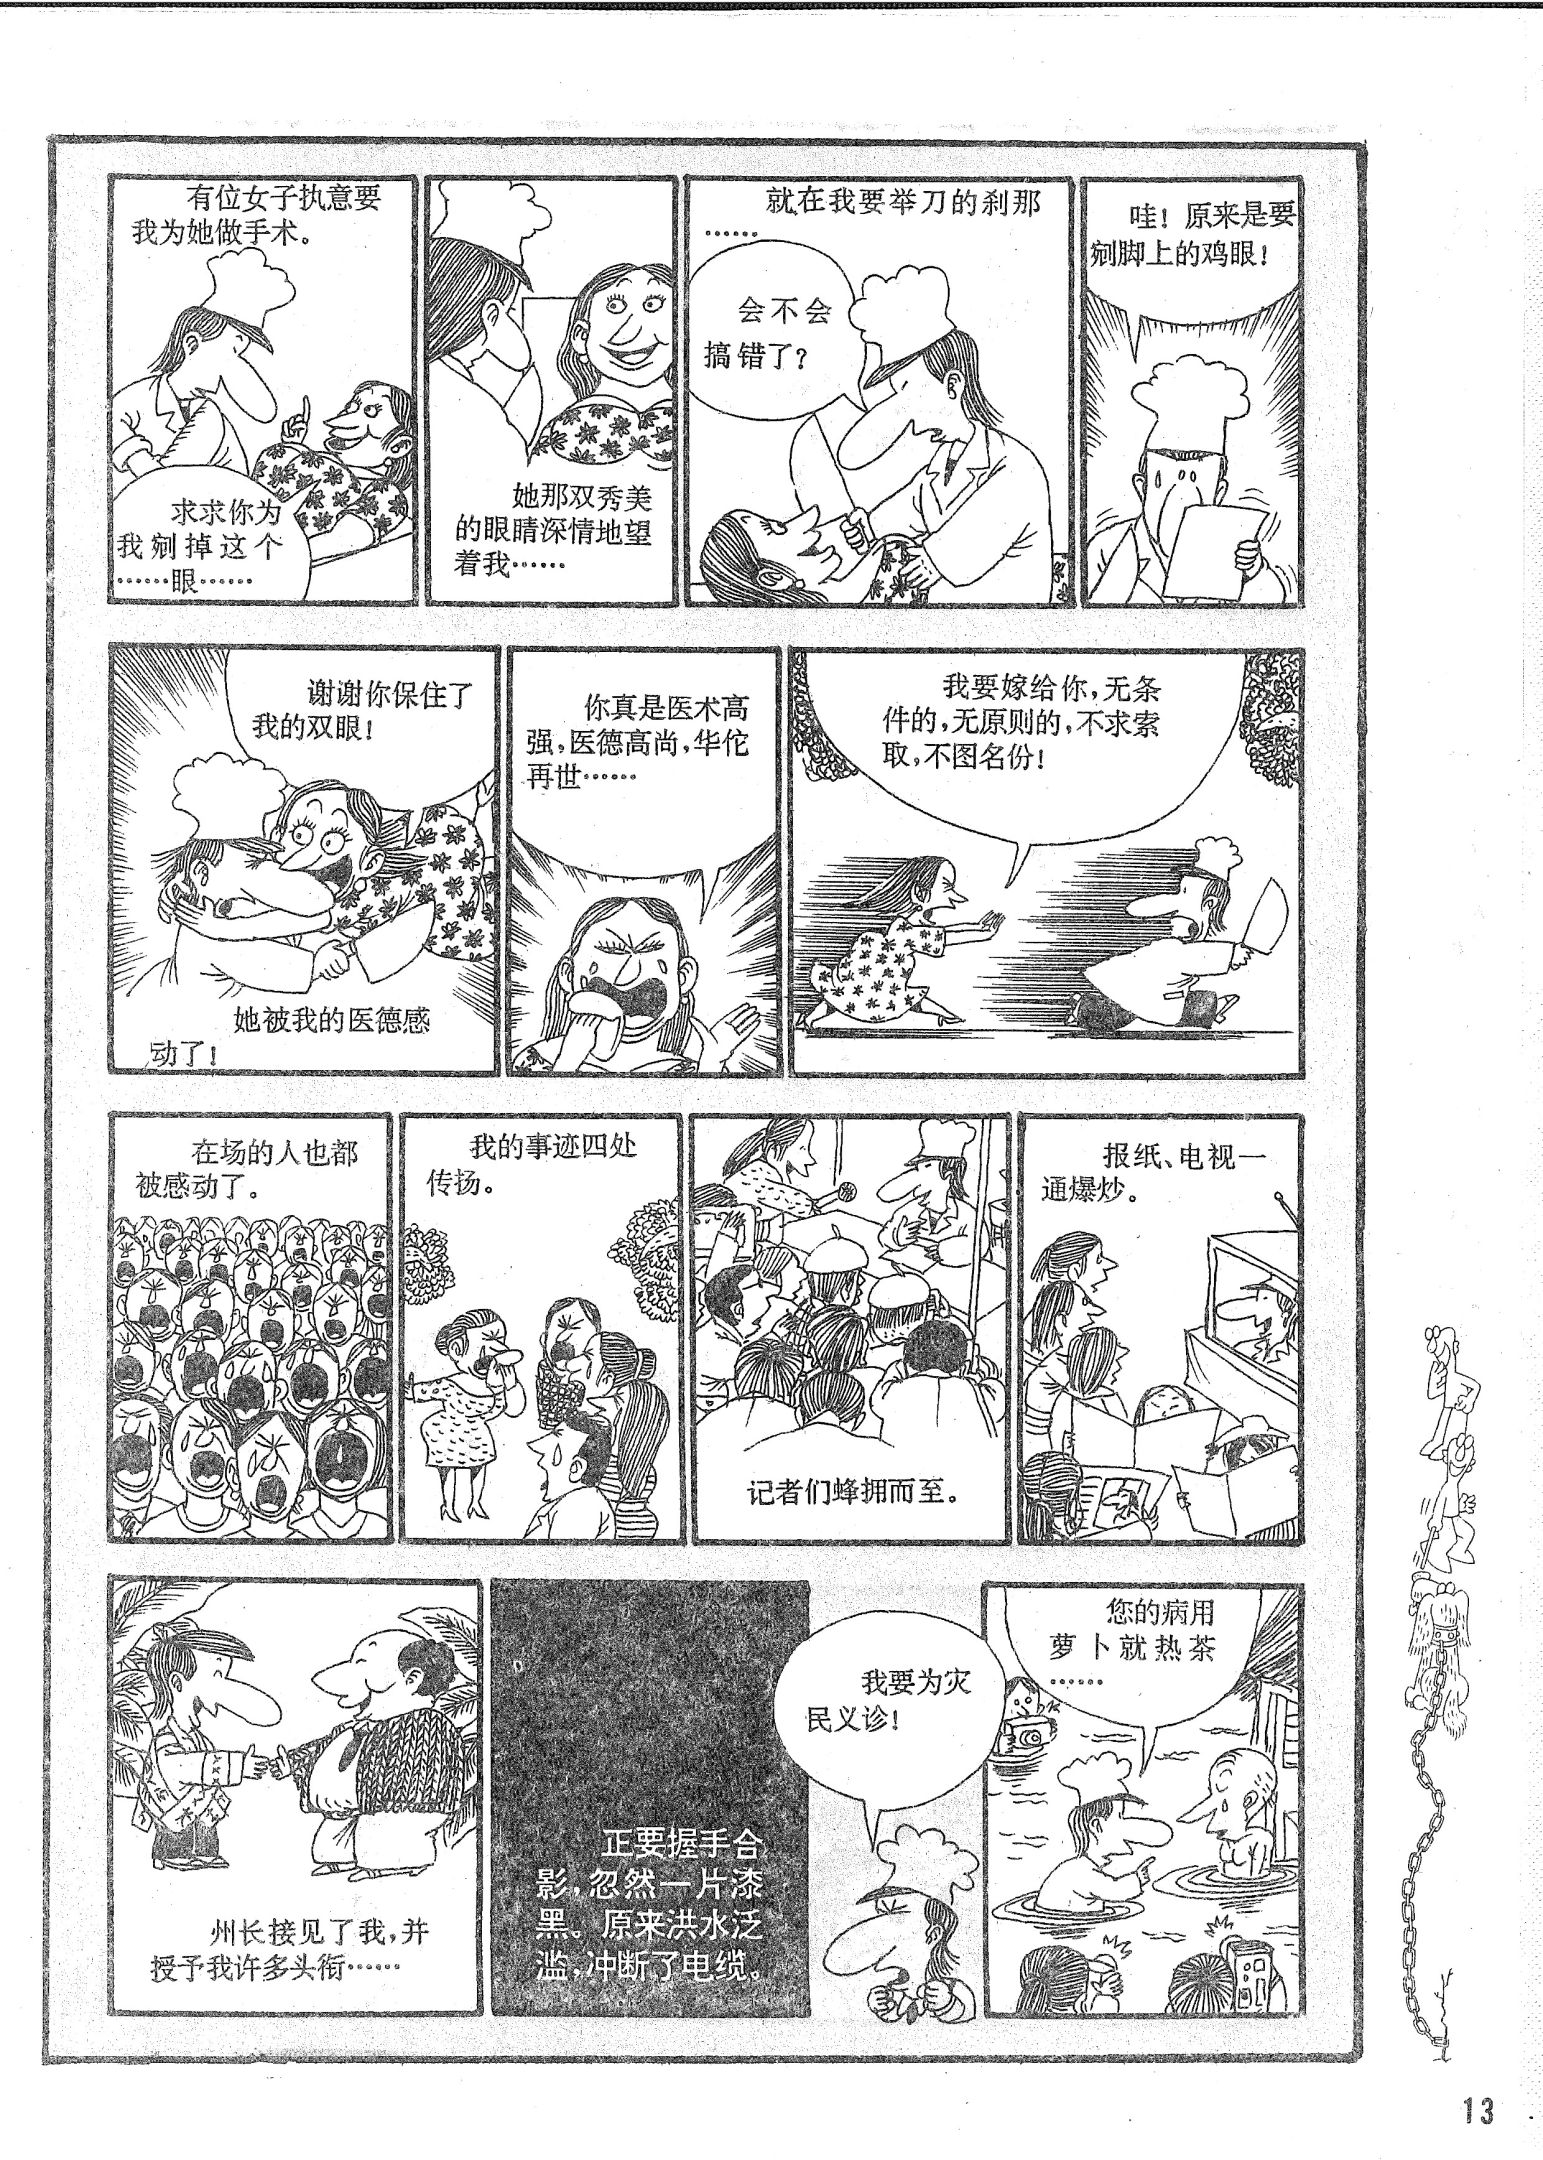 有位女子执意要
我为她做手术。
求求你为
我剜掉这个
……眼……
她那双秀美
的眼睛深情地望
着我……
就在我要举刀的刹那
……
会不会
搞错了?
哇！原来是要
剜脚上的鸡眼！
谢谢你保住了
我的双眼！
她被我的医德感
动了！
你真是医术高
强，医德高尚，华佗
再世……
我要嫁给你，无条
件的，无原则的，不求索
取，不图名份！
在场的人也都
被感动了。
我的事迹四处
传扬。
记者们蜂拥而至。
报纸、电视一
通爆炒。
州长接见了我，并
授予我许多头衔……
正要握手合
影，忽然一片漆
黑。原来洪水泛
滥，冲断了电缆。
我要为灾
民义诊！
您的病用
萝卜就热茶
……
13